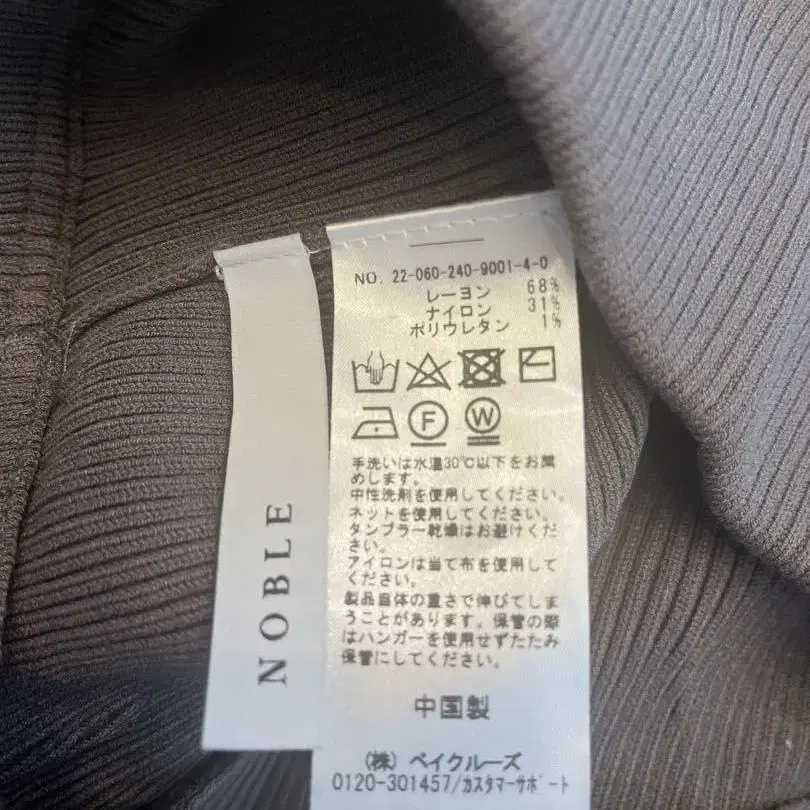 NOBLE
NO. 22-060-240-9001-4-0
レーヨン 68%
ナイロン 31%
ポリウレタン 1%
F W
手洗いは水温30℃以下をお薦
めします。
中性洗剤を使用してください。
ネットを使用してください。
タンブラー乾燥はお避けくだ
さい。
アイロンは当て布を使用して
ください。
製品自体の重さで伸びてしま
うことがあります。保管の際
はハンガーを使用せずたたみ
保管にしてください。
中国製
(株) ベイクルーズ
0120-301457/カスタマーサポート